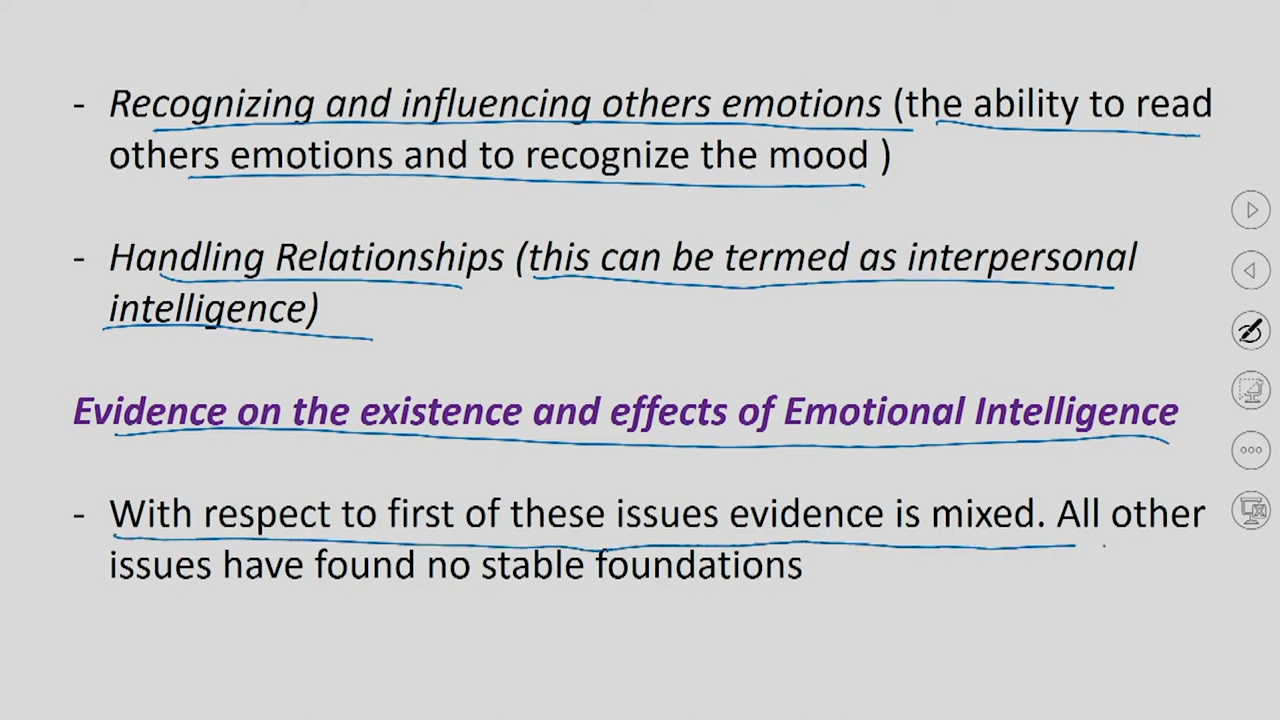 - Recognizing and influencing others emotions (the ability to read
others emotions and to recognize the mood )
- Handling Relationships (this can be termed as interpersonal
intelligence)
Evidence on the existence and effects of Emotional Intelligence
- With respect to first of these issues evidence is mixed. All other
issues have found no stable foundations